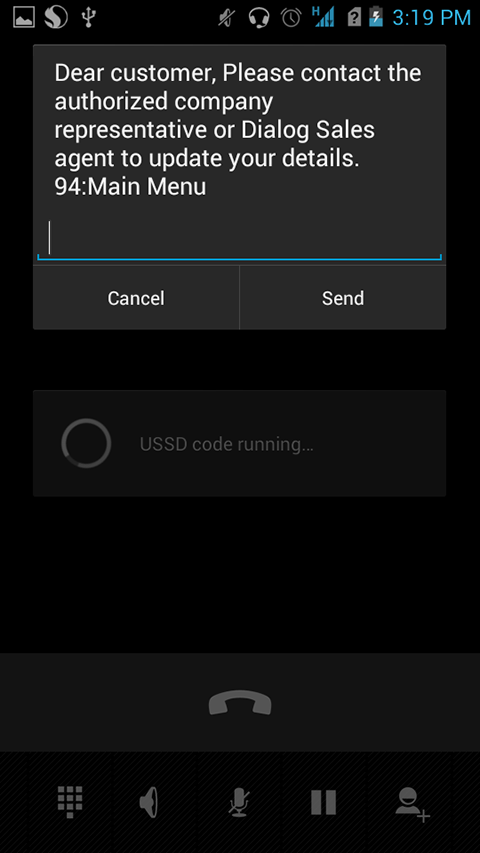 H
3:19 PM
Dear customer, Please contact the
authorized company
representative or Dialog Sales
agent to update your details.
94:Main Menu
Cancel
Send
USSD code running...